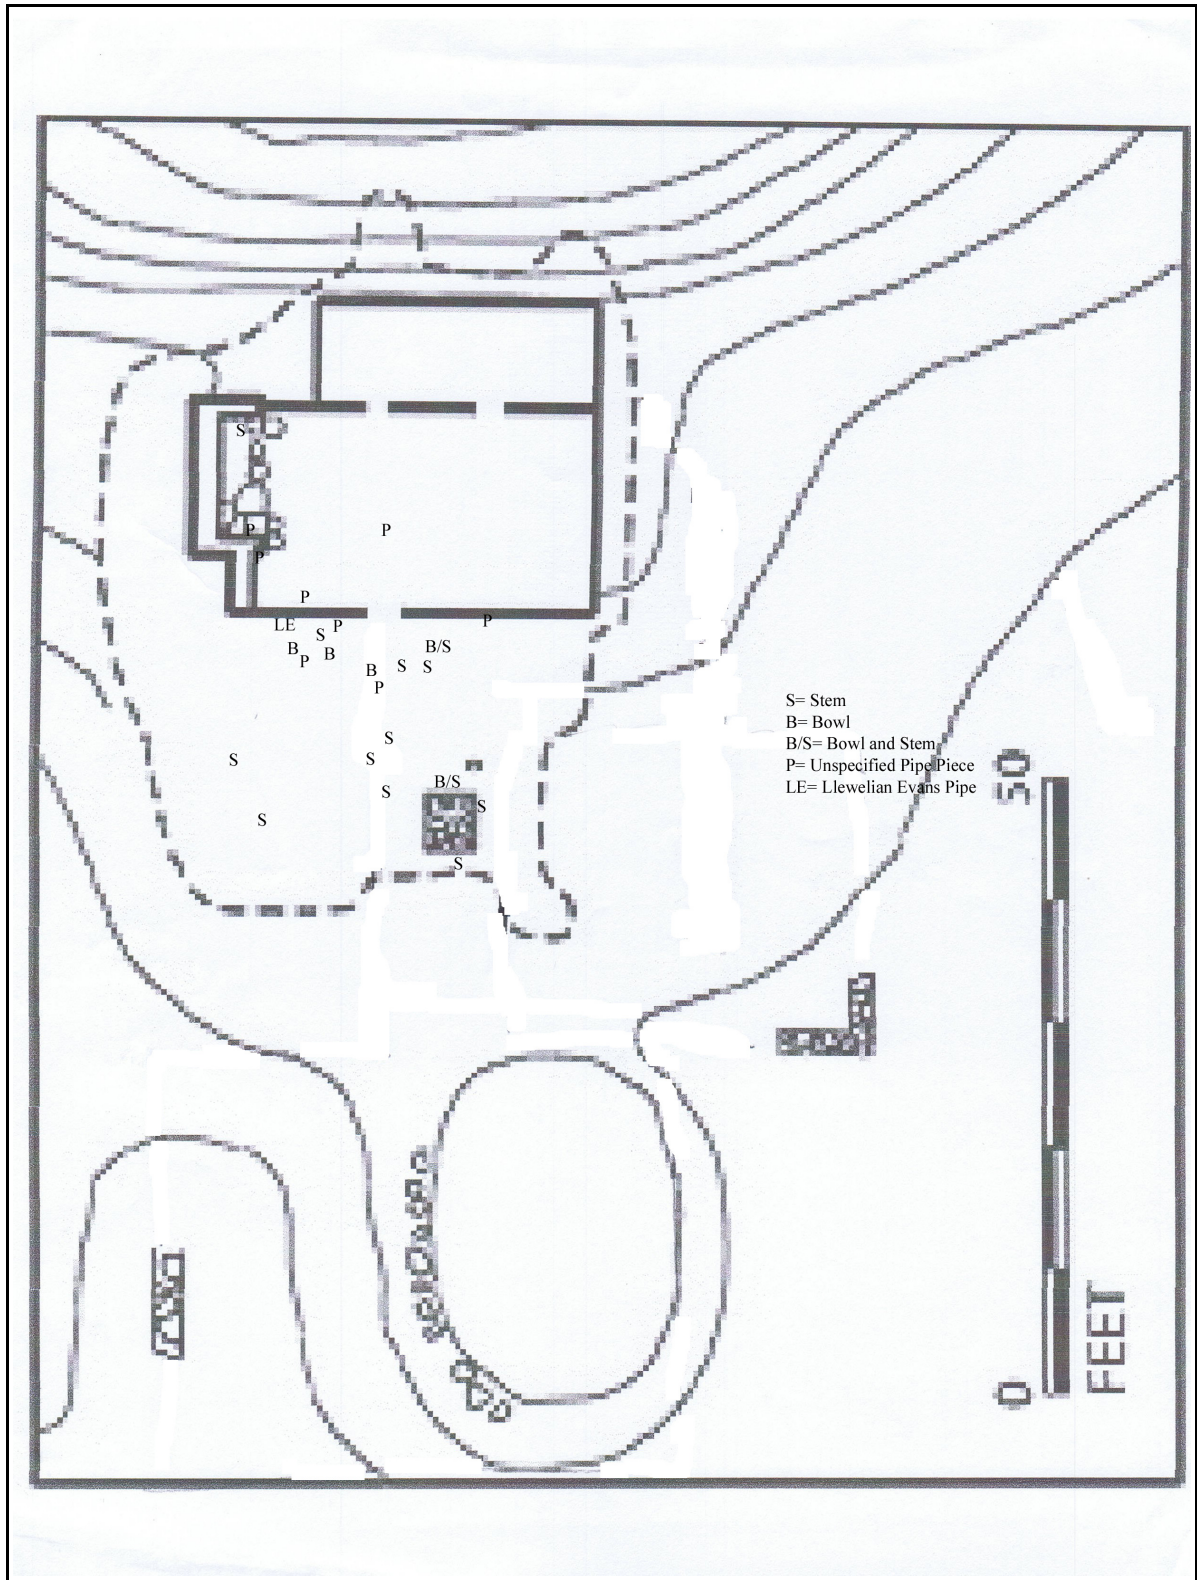 S
P
P
P
P
LE
S
P
P
B
B
P
B/S
B
S
S
P
S
S
S
S
S
B/S
S
S
S= Stem
B= Bowl
B/S= Bowl and Stem
P= Unspecified Pipe Piece
LE= Llewelian Evans Pipe
50
0
FEET